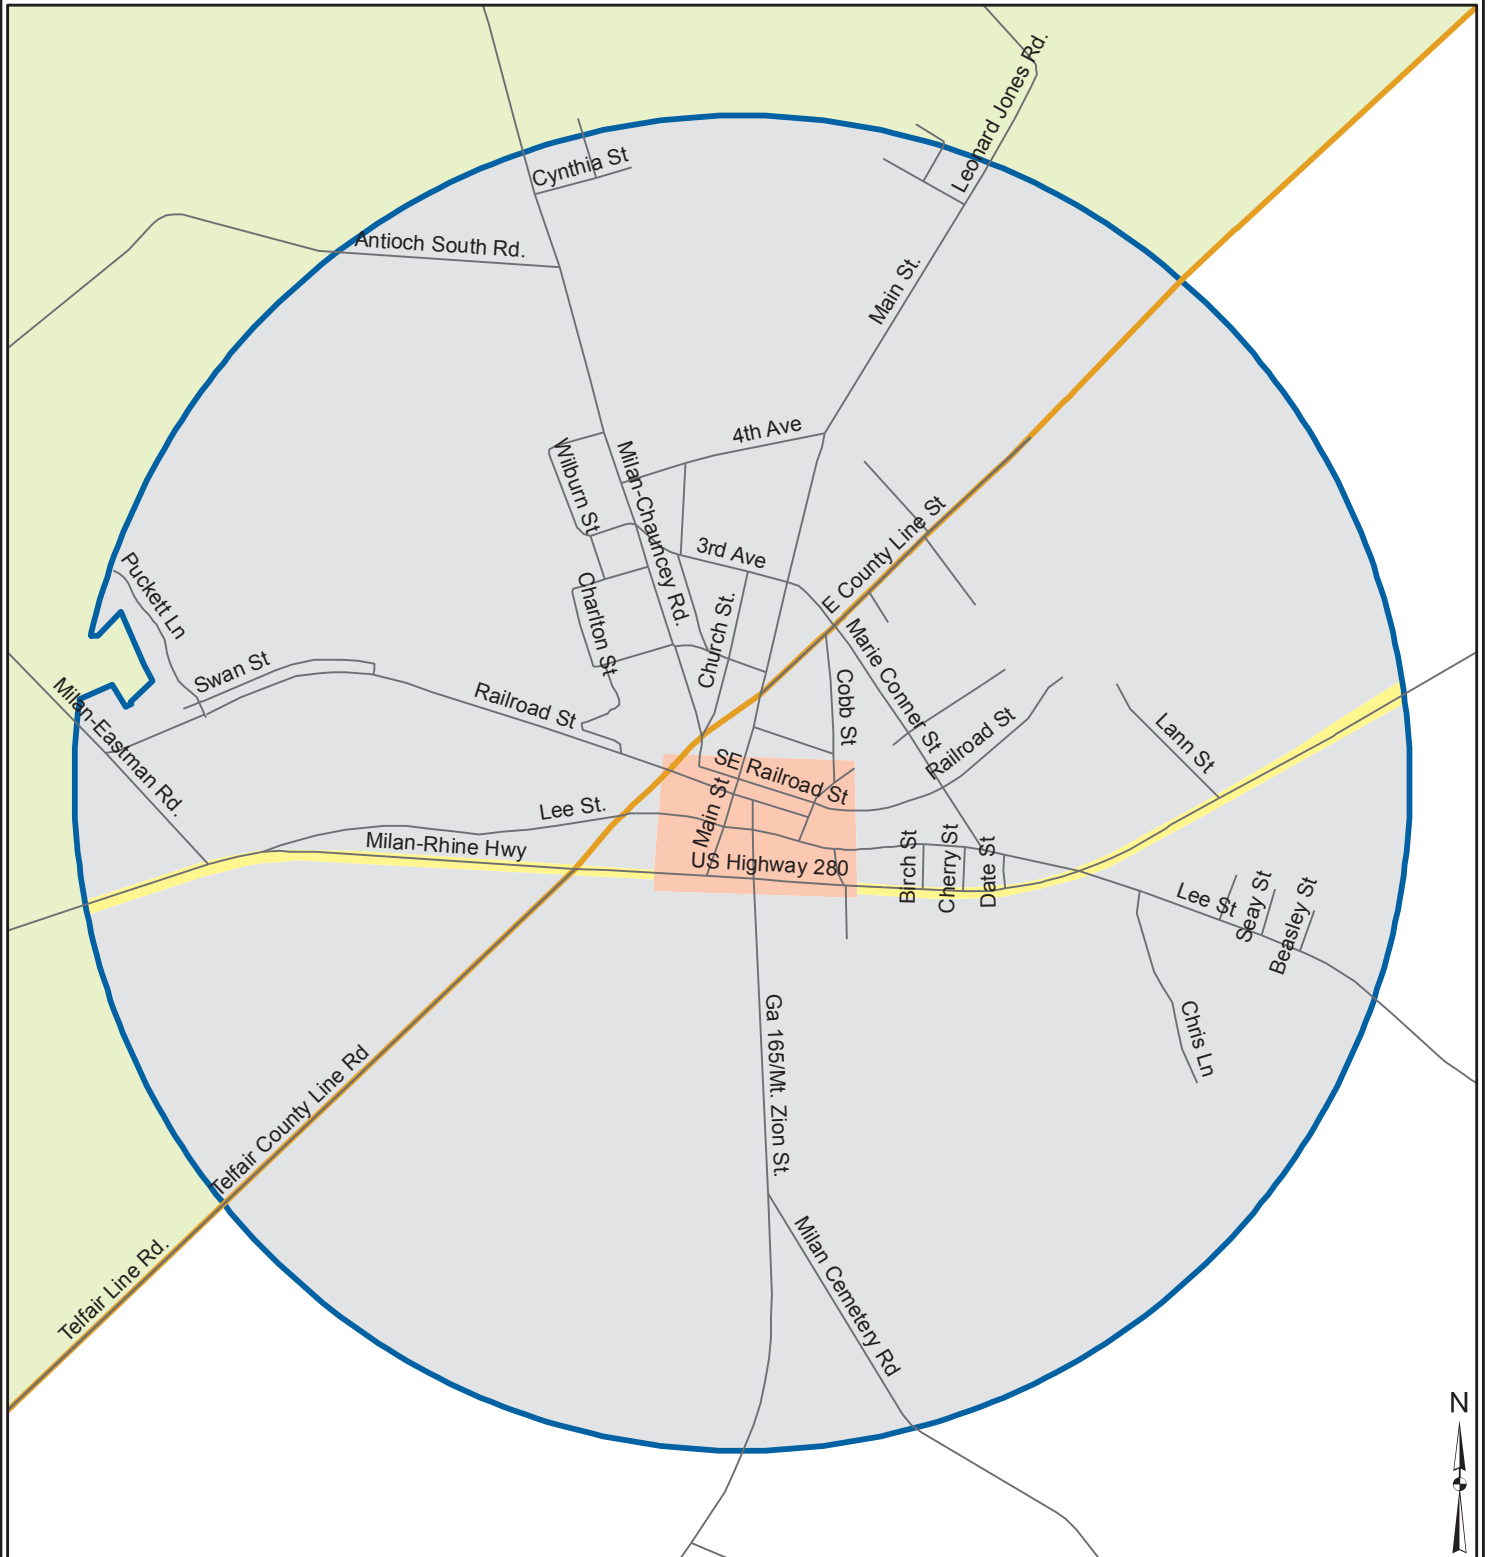 Leonard Jones Rd.
Cynthia St
Antioch South Rd.
Main St.
4th Ave
Wilburn St
Milan-Chauncey Rd.
3rd Ave
E County Line St
Puckett Ln
Charlton St
Church St.
Marie Conner St
Swan St
Cobb St
Milan-Eastman Rd.
Railroad St
Railroad St
Lann St
SE Railroad St
Main St
Lee St.
Milan-Rhine Hwy
US Highway 280
Birch St
Cherry St
Date St
Lee St
Seay St
Beasley St
Chris Ln
Ga 165/Mt. Zion St.
Telfair County Line Rd
Milan Cemetery Rd
Telfair Line Rd.
N